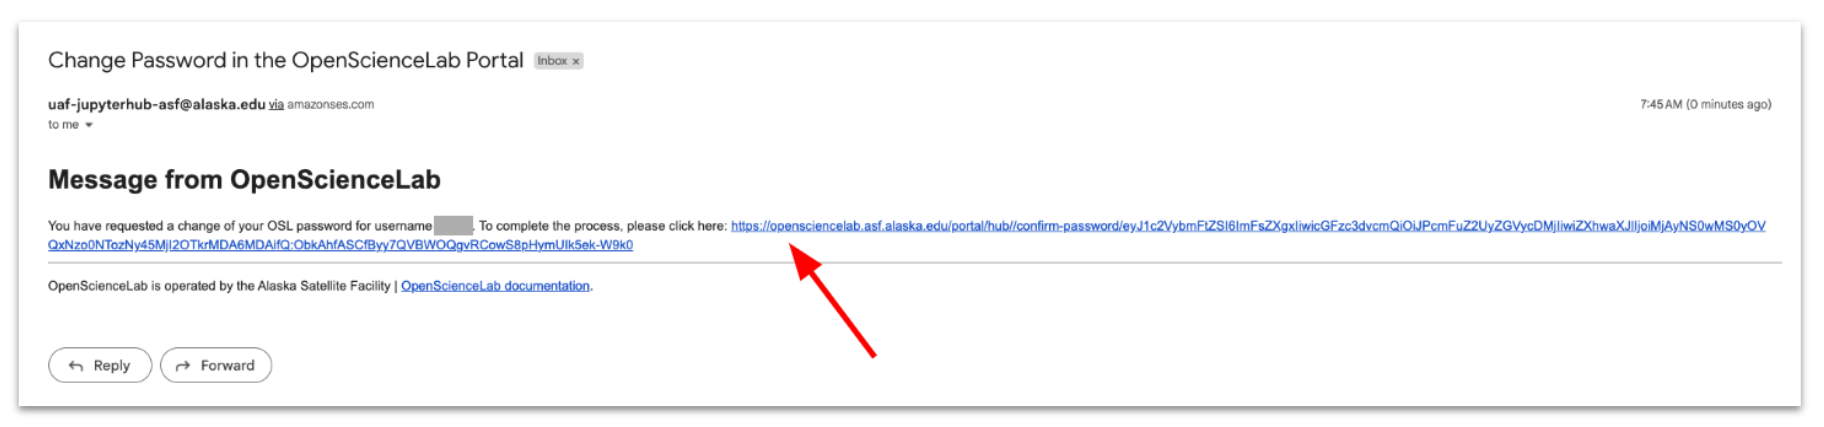 Change Password in the OpenScienceLab Portal Inbox ×
uaf-jupyterhub-asf@alaska.edu via amazonses.com 7:45 AM (0 minutes ago)
to me
Message from OpenScienceLab
You have requested a change of your OSL password for username . To complete the process, please click here: https://opensciencelab.asf.alaska.edu/portal/hub//confirm-password/eyJ1c2VybmFtZSI6ImFsZXgxIiwicGFzc3dvcmQiOiJPcmFuZ2UyZGVycDMjIiwiZXhwaXJlIjoiMjAyNS0wMS0yOV
QxNzo0NTozNy45MjI2OTkrMDA6MDAifQ:ObkAhfASCfByy7QVBWOQgvRCowS8pHymUIk5ek-W9k0
OpenScienceLab is operated by the Alaska Satellite Facility | OpenScienceLab documentation.
Reply Forward